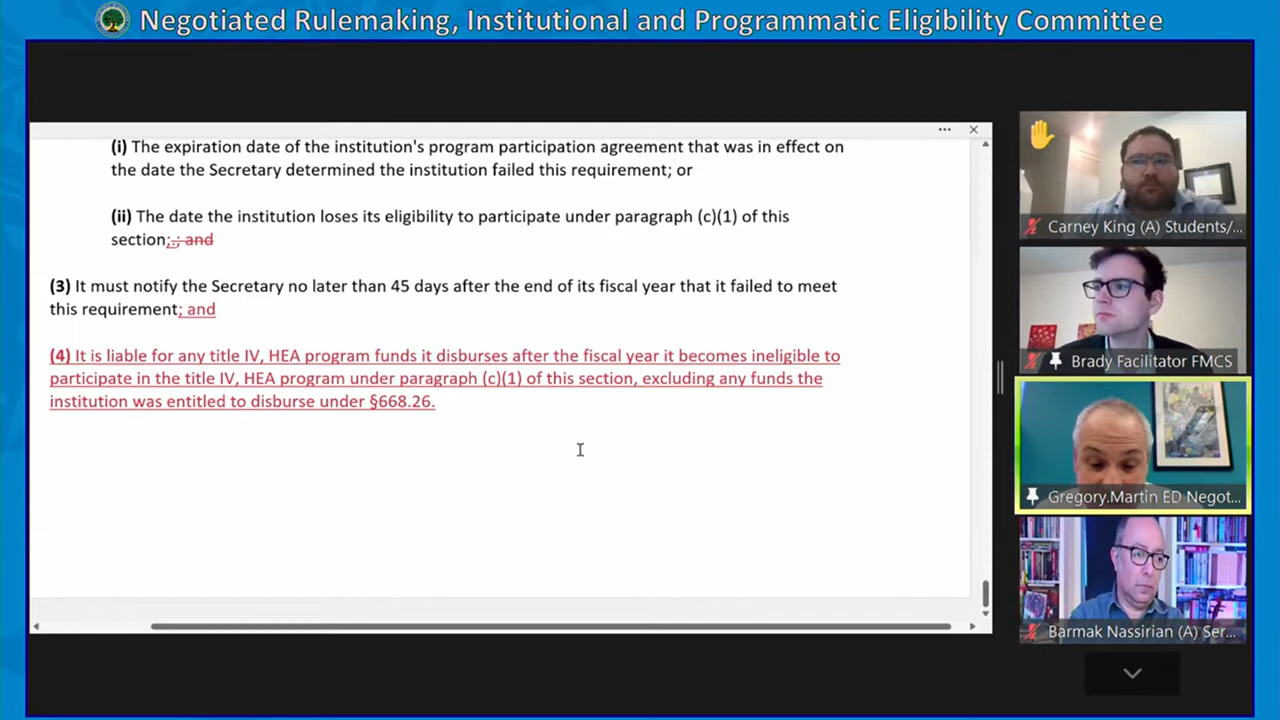 Negotiated Rulemaking, Institutional and Programmatic Eligibility Committee
(i) The expiration date of the institution's program participation agreement that was in effect on
the date the Secretary determined the institution failed this requirement; or
(ii) The date the institution loses its eligibility to participate under paragraph (c)(1) of this
section;.; and
(3) It must notify the Secretary no later than 45 days after the end of its fiscal year that it failed to meet
this requirement; and
(4) It is liable for any title IV, HEA program funds it disburses after the fiscal year it becomes ineligible to
participate in the title IV, HEA program under paragraph (c)(1) of this section, excluding any funds the
institution was entitled to disburse under §668.26.
Carney King (A) Students/...
Brady Facilitator FMCS
Gregory.Martin ED Negot...
Barmak Nassirian (A) Ser...